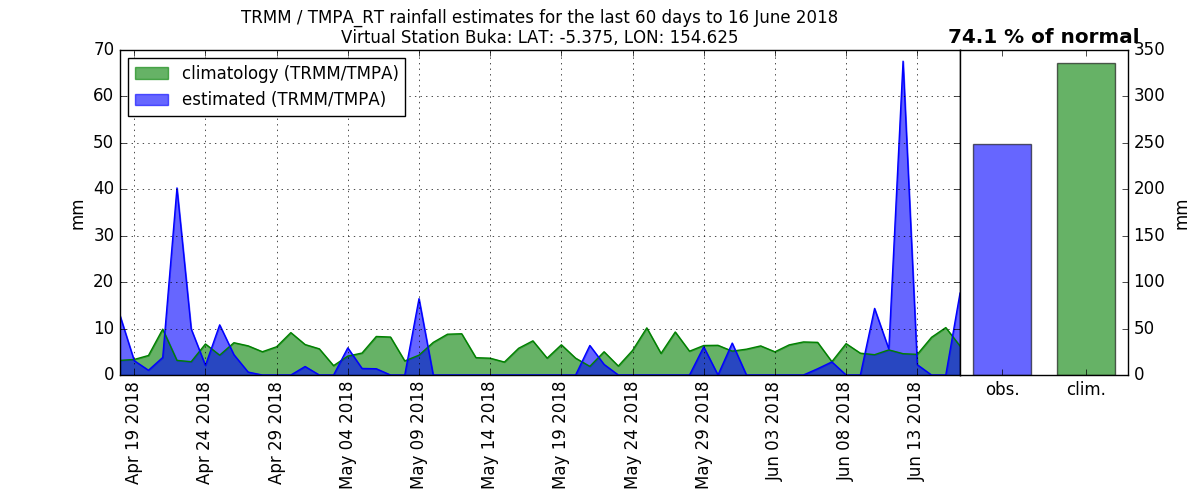 TRMM / TMPA_RT rainfall estimates for the last 60 days to 16 June 2018
Virtual Station Buka: LAT: -5.375, LON: 154.625
74.1 % of normal
climatology (TRMM/TMPA)
estimated (TRMM/TMPA)
70
60
50
40
30
20
10
0
mm
Apr 19 2018
Apr 24 2018
Apr 29 2018
May 04 2018
May 09 2018
May 14 2018
May 19 2018
May 24 2018
May 29 2018
Jun 03 2018
Jun 08 2018
Jun 13 2018
obs.
clim.
350
300
250
200
150
100
50
0
mm